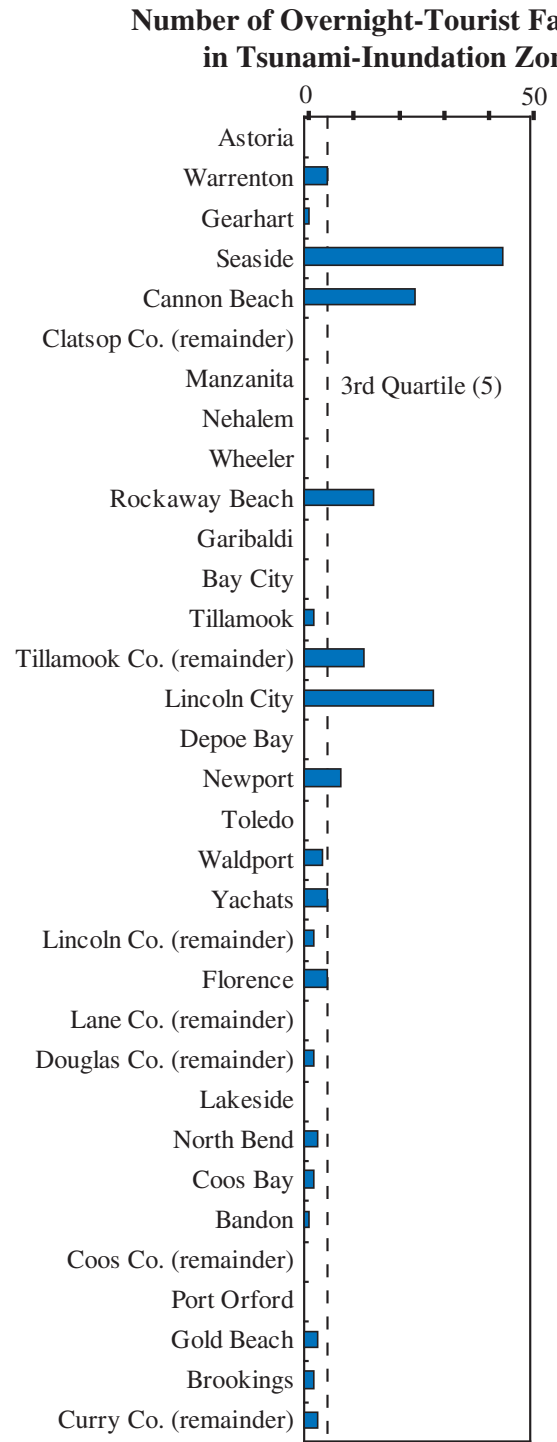 Number of Overnight-Tourist
in Tsunami-Inundation
0 50
Astoria
Warrenton
Gearhart
Seaside
Cannon Beach
Clatsop Co. (remainder)
Manzanita
3rd Quartile (5)
Nehalem
Wheeler
Rockaway Beach
Garibaldi
Bay City
Tillamook
Tillamook Co. (remainder)
Lincoln City
Depoe Bay
Newport
Toledo
Waldport
Yachats
Lincoln Co. (remainder)
Florence
Lane Co. (remainder)
Douglas Co. (remainder)
Lakeside
North Bend
Coos Bay
Bandon
Coos Co. (remainder)
Port Orford
Gold Beach
Brookings
Curry Co. (remainder)